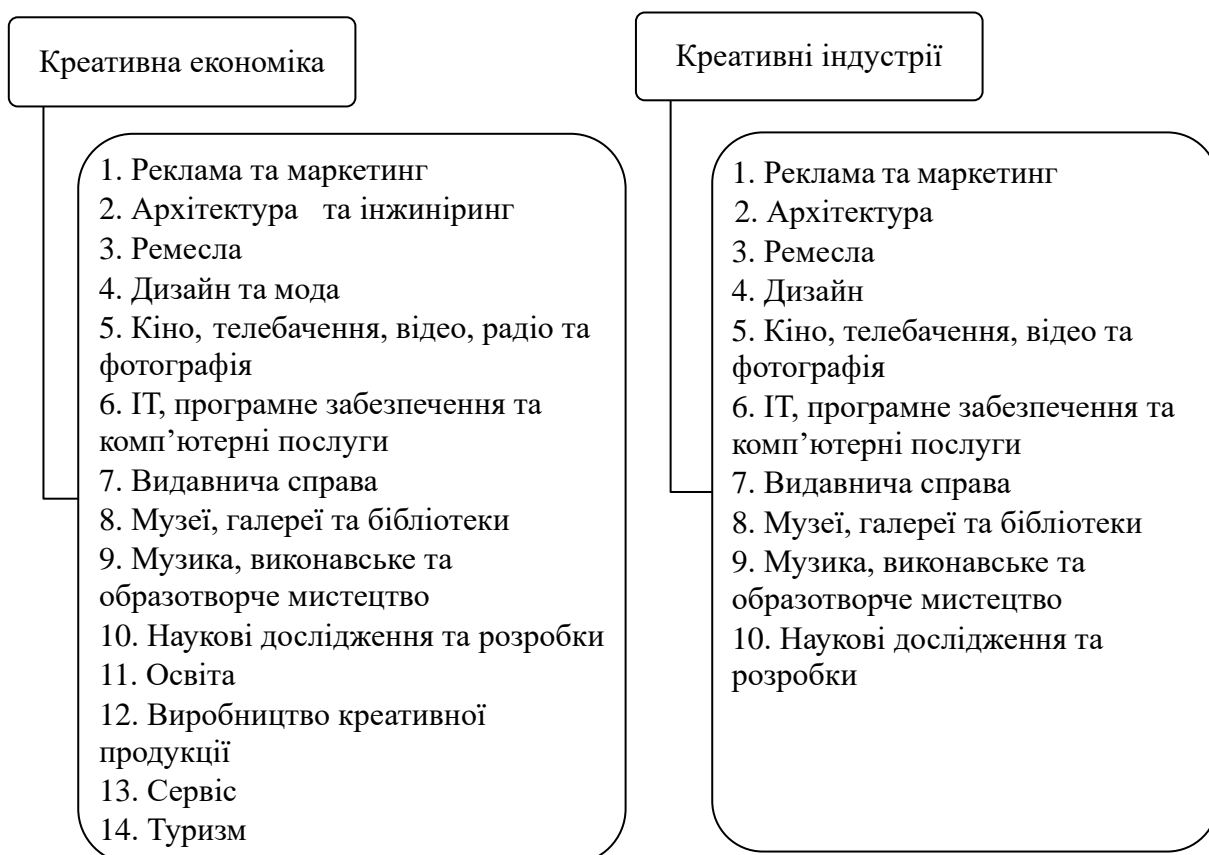 Креативна економіка
1. Реклама та маркетинг
2. Архітектура та інжиніринг
3. Ремесла
4. Дизайн та мода
5. Кіно, телебачення, відео, радіо та
фотографія
6. ІТ, програмне забезпечення та
комп’ютерні послуги
7. Видавнича справа
8. Музеї, галереї та бібліотеки
9. Музика, виконавське та
образотворче мистецтво
10. Наукові дослідження та розробки
11. Освіта
12. Виробництво креативної
продукції
13. Сервіс
14. Туризм
Креативні індустрії
1. Реклама та маркетинг
2. Архітектура
3. Ремесла
4. Дизайн
5. Кіно, телебачення, відео та
фотографія
6. ІТ, програмне забезпечення та
комп’ютерні послуги
7. Видавнича справа
8. Музеї, галереї та бібліотеки
9. Музика, виконавське та
образотворче мистецтво
10. Наукові дослідження та
розробки